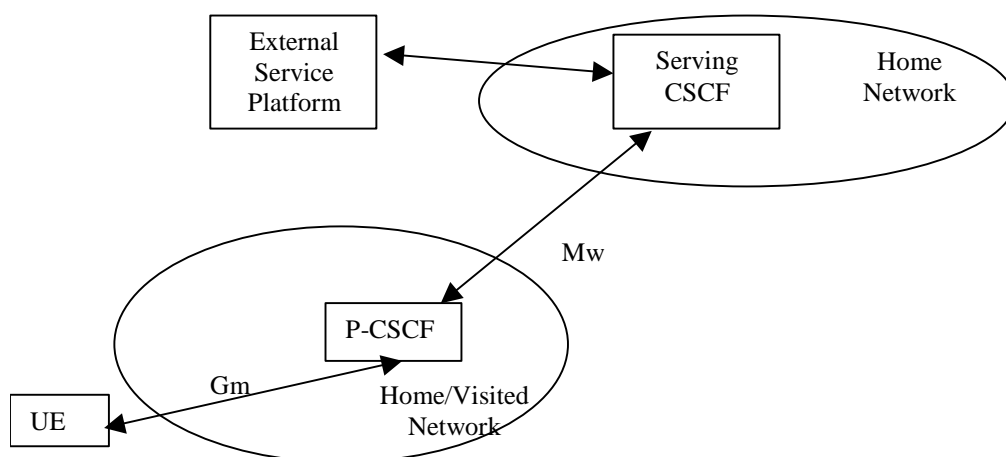 External
Service
Platform
Serving
CSCF
Home
Network
Mw
P-CSCF
Gm
Home/Visited
Network
UE